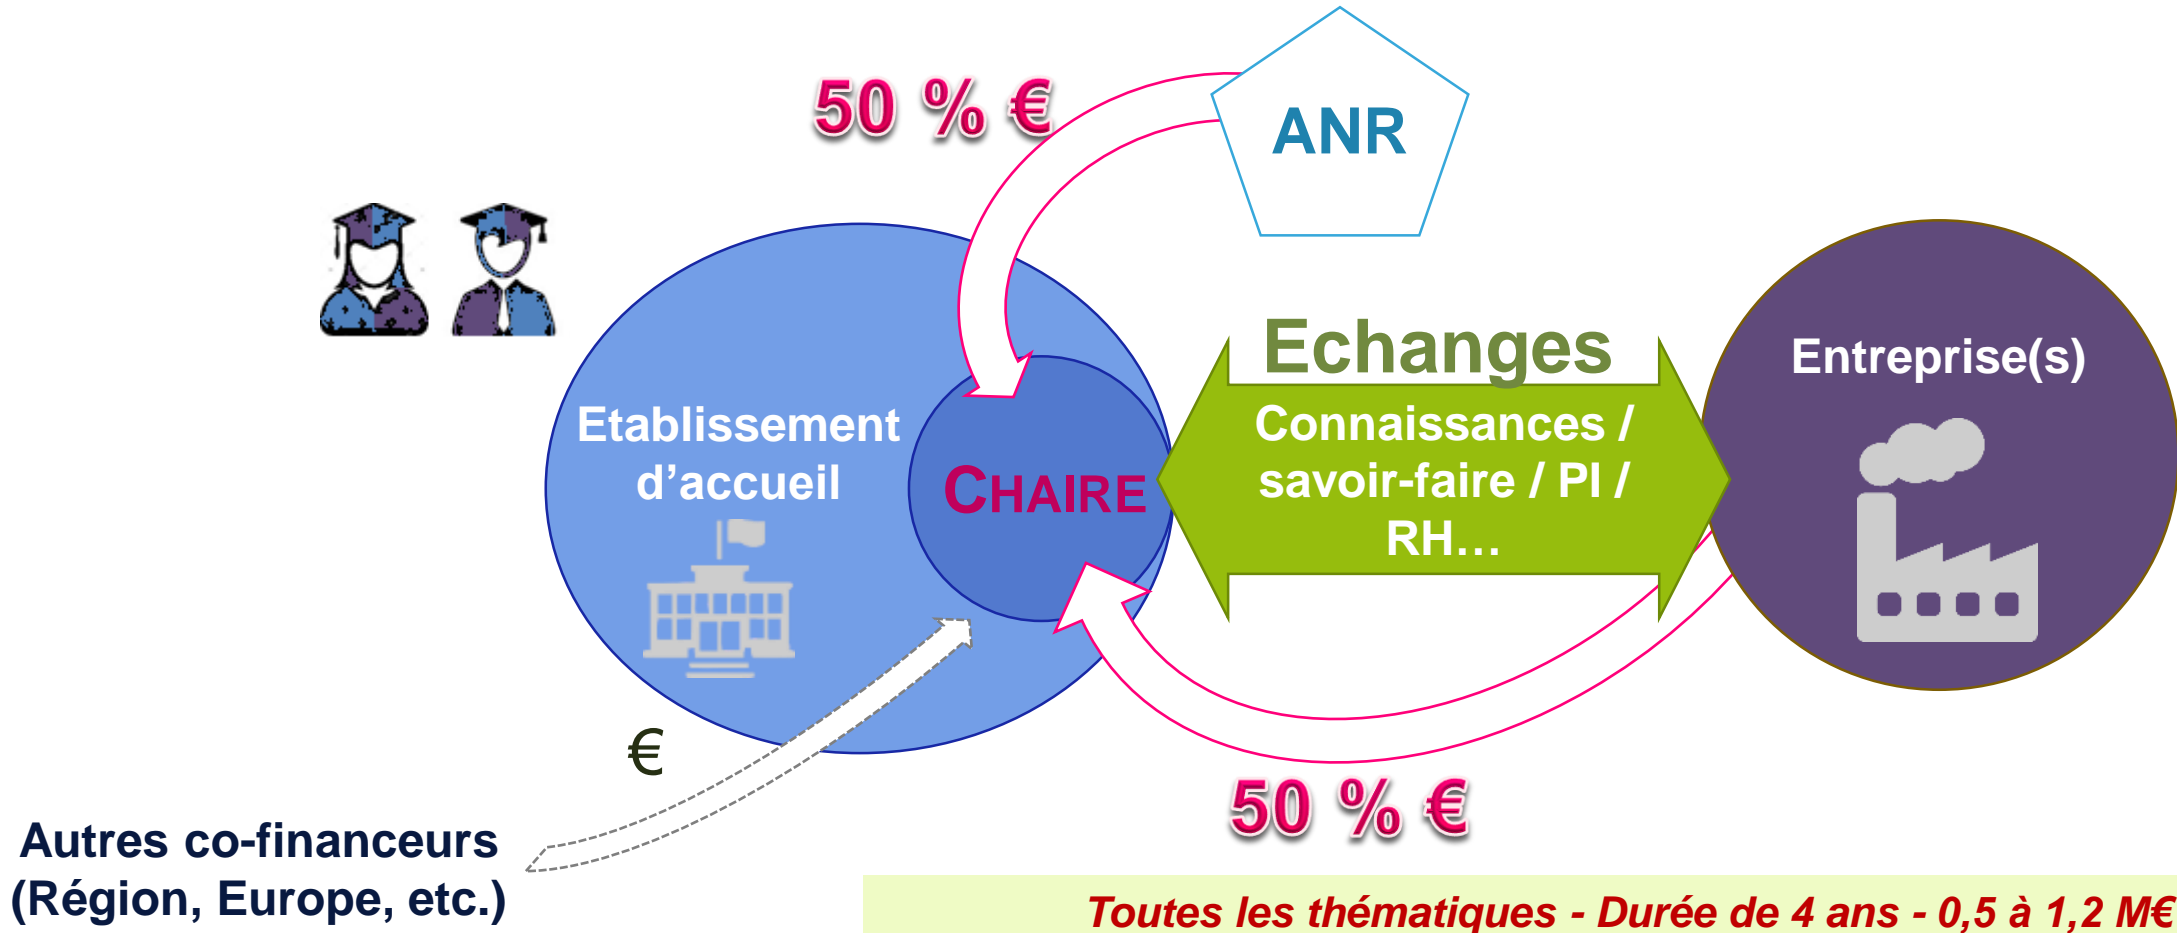 50 % €
ANR
Echanges
Entreprise(s)
Etablissement
d’accueil
CHAIRE
Connaissances /
savoir-faire / PI /
RH…
€
50 % €
Autres co-financeurs
(Région, Europe, etc.)
Toutes les thématiques - Durée de 4 ans - 0,5 à 1,2 M€